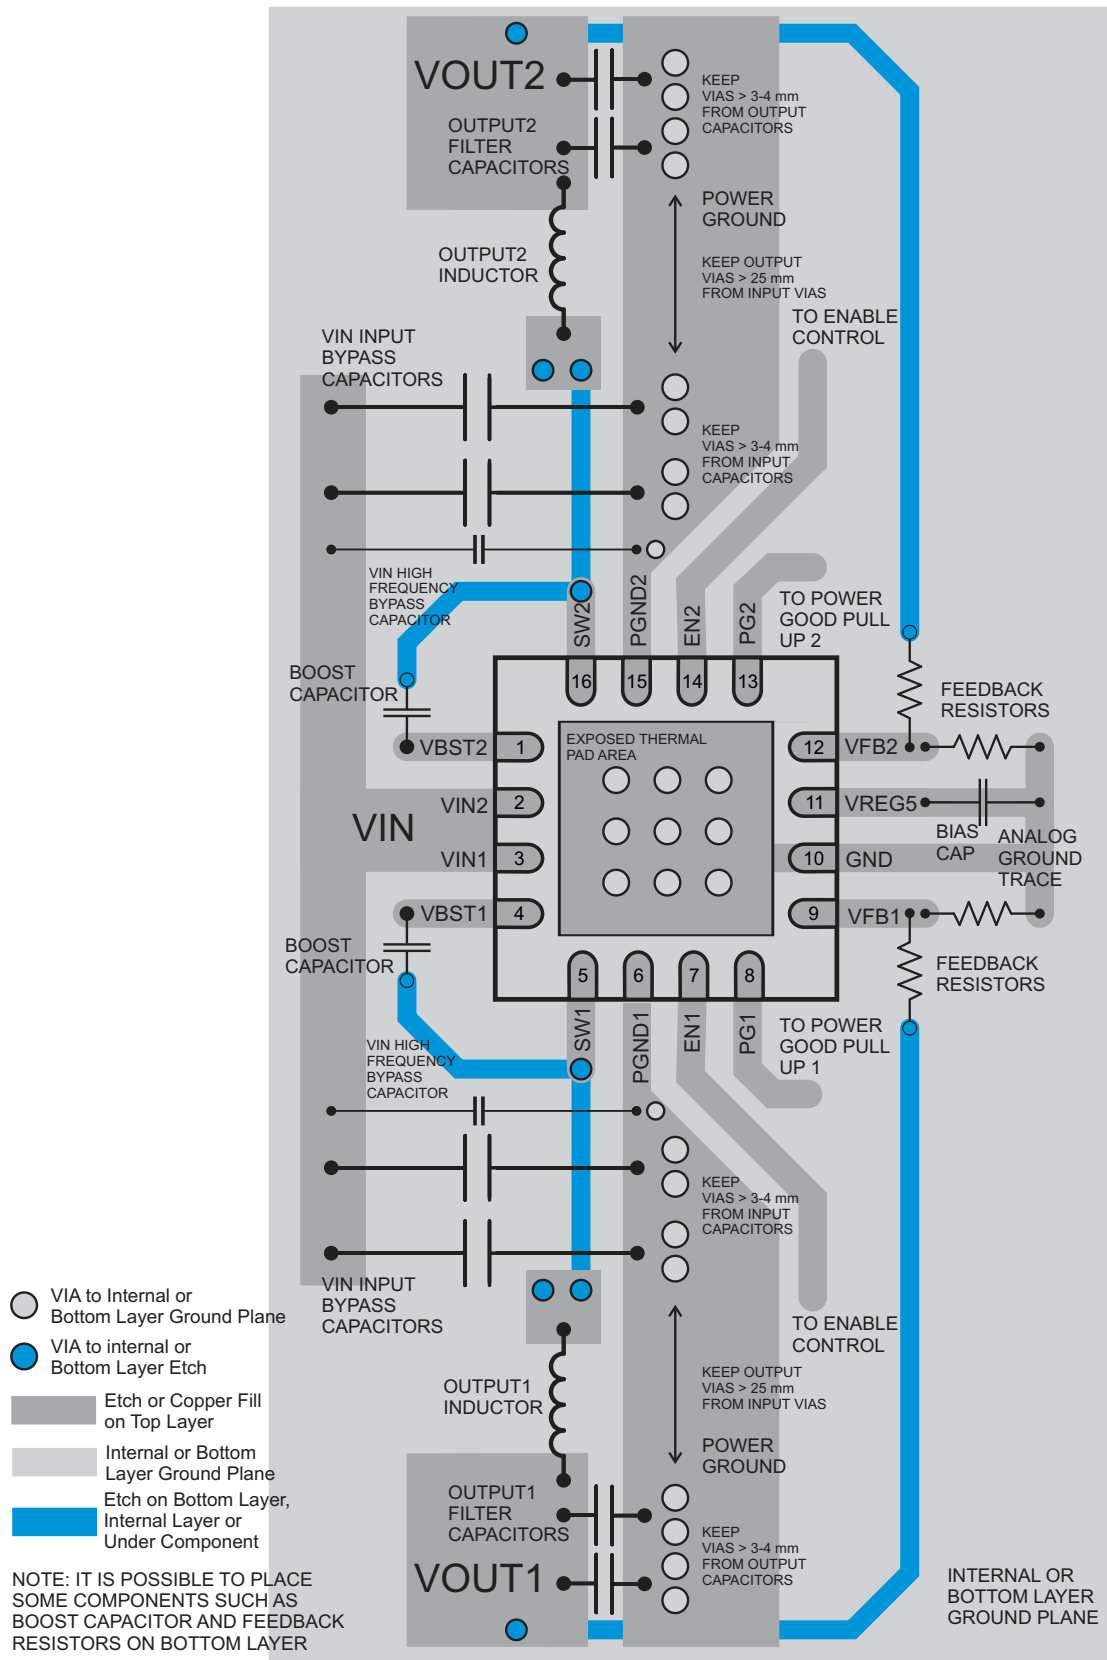 VOUT2
KEEP
VIAS > 3-4 mm
FROM OUTPUT
CAPACITORS
OUTPUT2
FILTER
CAPACITORS
POWER
GROUND
OUTPUT2
INDUCTOR
KEEP OUTPUT
VIAS > 25 mm
FROM INPUT VIAS
TO ENABLE
CONTROL
VIN INPUT
BYPASS
CAPACITORS
KEEP
VIAS > 3-4 mm
FROM INPUT
CAPACITORS
VIN HIGH
FREQUENCY
BYPASS
CAPACITOR
SW2
PGND2
EN2
PG2
TO POWER
GOOD PULL
UP 2
BOOST
CAPACITOR
16
15
14
13
FEEDBACK
RESISTORS
VBST2
1
EXPOSED THERMAL
PAD AREA
12
VFB2
VIN2
2
11
VREG5
VIN
BIAS
CAP
ANALOG
GROUND
TRACE
VIN1
3
10
GND
VBST1
4
9
VFB1
BOOST
CAPACITOR
5
6
7
8
FEEDBACK
RESISTORS
SW1
PGND1
EN1
PG1
TO POWER
GOOD PULL
UP 1
VIN HIGH
FREQUENCY
BYPASS
CAPACITOR
KEEP
VIAS > 3-4 mm
FROM INPUT
CAPACITORS
VIN INPUT
BYPASS
CAPACITORS
TO ENABLE
CONTROL
VIA to Internal or
Bottom Layer Ground Plane
VIA to internal or
Bottom Layer Etch
Etch or Copper Fill
on Top Layer
Internal or Bottom
Layer Ground Plane
Etch on Bottom Layer,
Internal Layer or
Under Component
OUTPUT1
INDUCTOR
KEEP OUTPUT
VIAS > 25 mm
FROM INPUT VIAS
POWER
GROUND
OUTPUT1
FILTER
CAPACITORS
KEEP
VIAS > 3-4 mm
FROM OUTPUT
CAPACITORS
VOUT1
NOTE: IT IS POSSIBLE TO PLACE
SOME COMPONENTS SUCH AS
BOOST CAPACITOR AND FEEDBACK
RESISTORS ON BOTTOM LAYER
INTERNAL OR
BOTTOM LAYER
GROUND PLANE